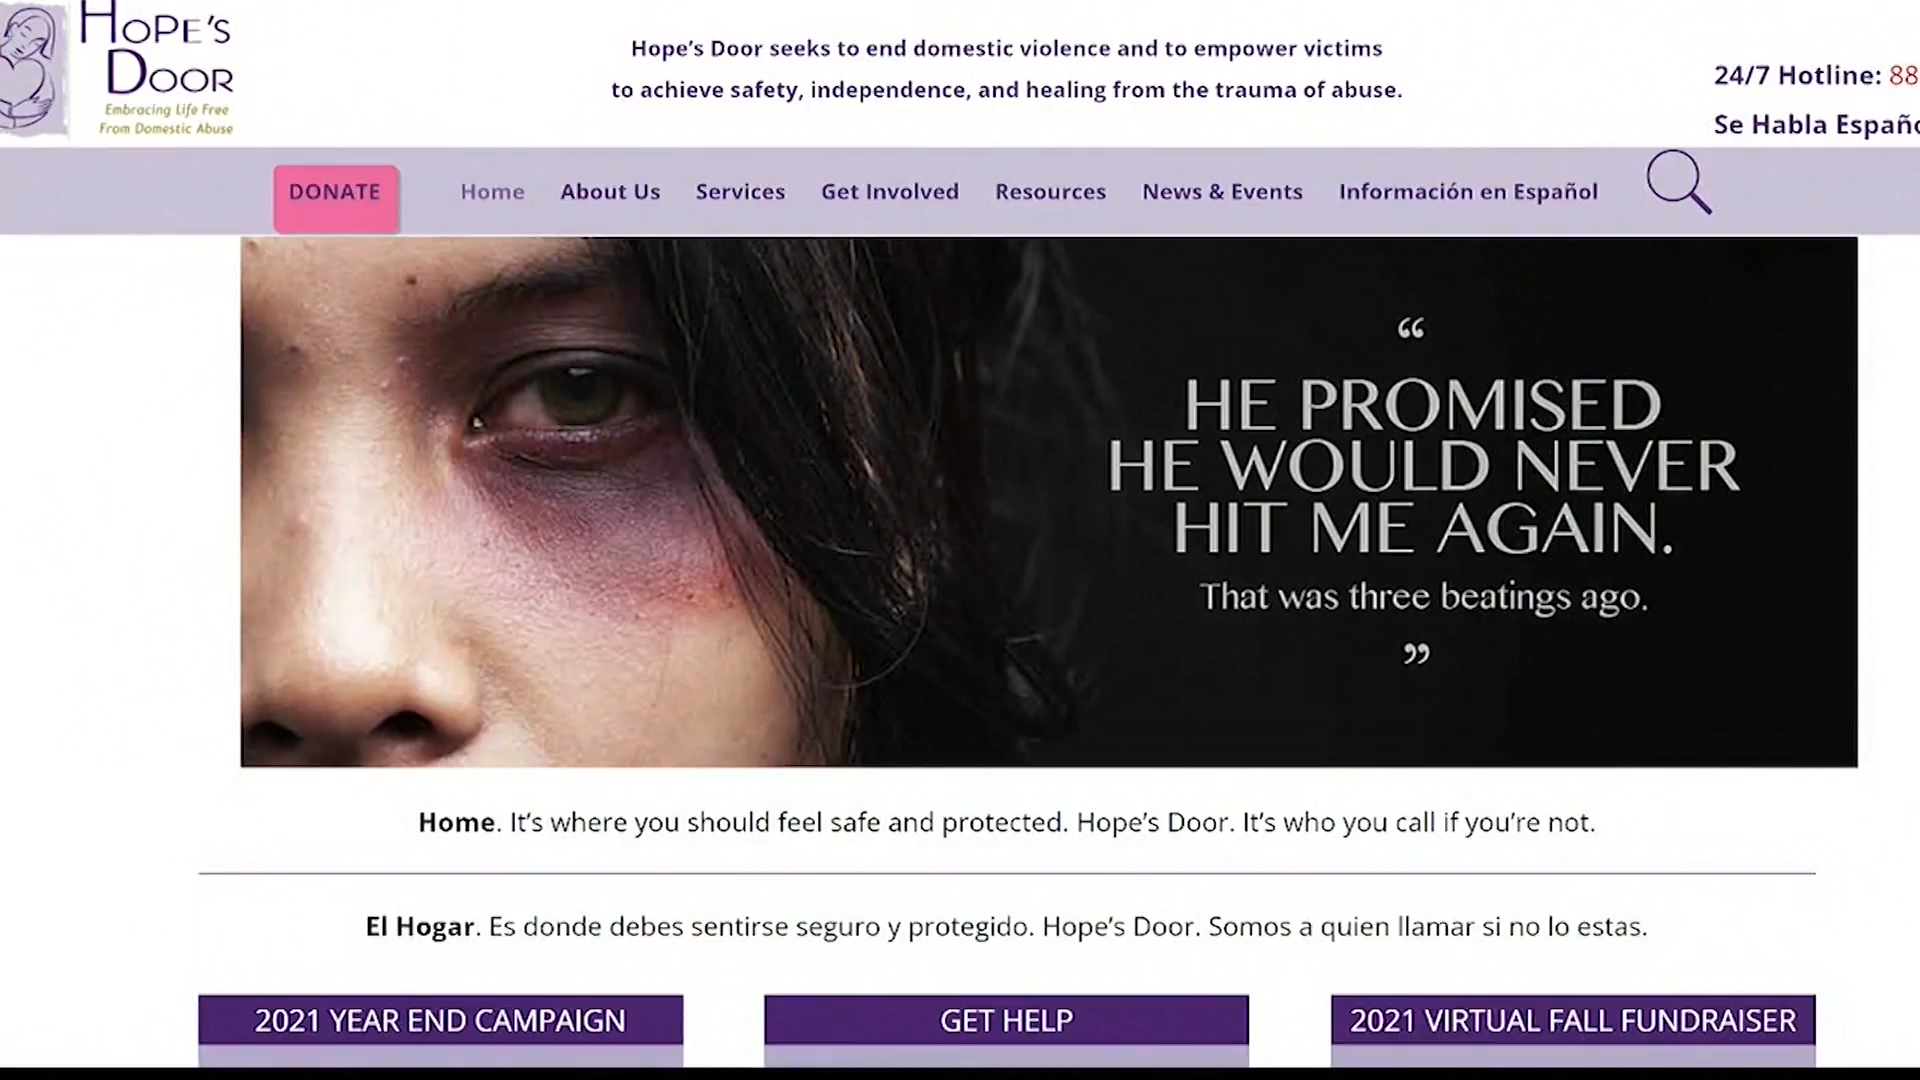 HOPE'S
DOOR
Embracing Life Free
From Domestic Abuse
Hope's Door seeks to end domestic violence and to empower victims
to achieve safety, independence, and healing from the trauma of abuse.
24/7 Hotline: 88
Se Habla Españo
DONATE
Home
About Us
Services
Get Involved
Resources
News & Events
Información en Español
“
HE PROMISED
HE WOULD NEVER
HIT ME AGAIN.
That was three beatings ago.
”
Home. It's where you should feel safe and protected. Hope's Door. It's who you call if you're not.
El Hogar. Es donde debes sentirse seguro y protegido. Hope's Door. Somos a quien llamar si no lo estas.
2021 YEAR END CAMPAIGN
GET HELP
2021 VIRTUAL FALL FUNDRAISER